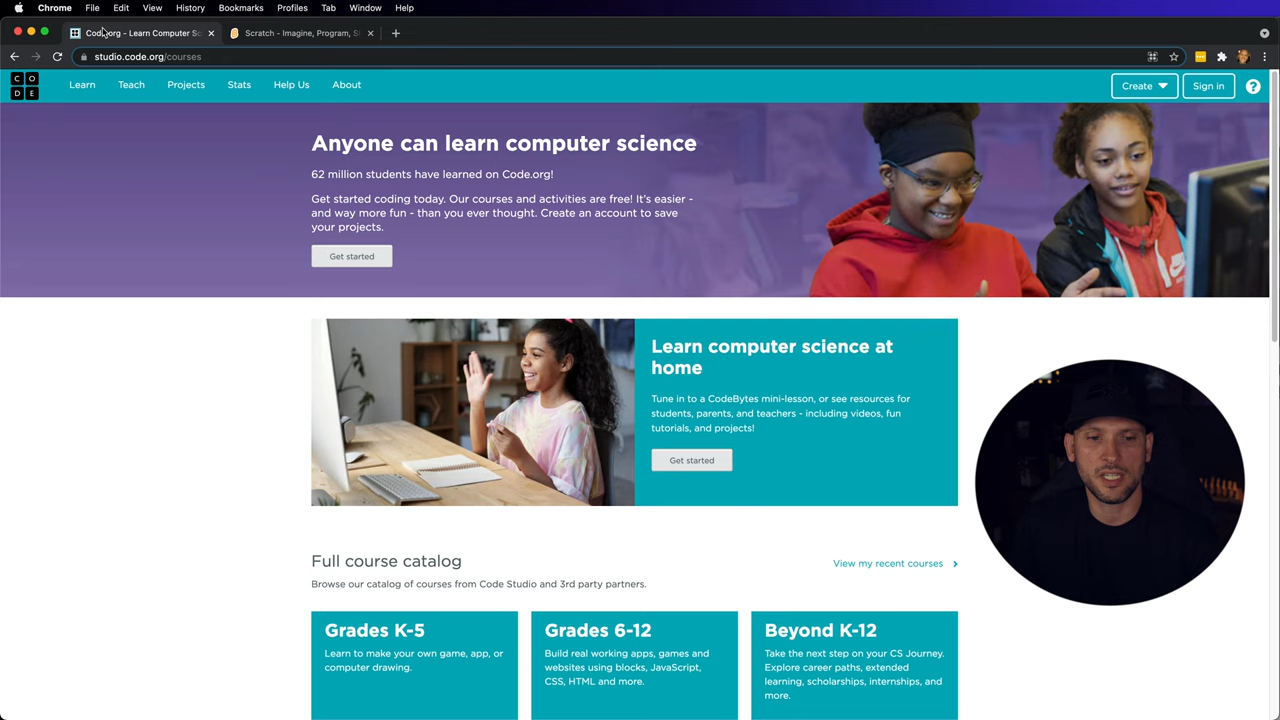 Chrome File Edit View History Bookmarks Profiles Tab Window Help
Code.org - Learn Computer Sc
Scratch - Imagine, Program, S
studio.code.org/courses
CO
DE
Learn Teach Projects Stats Help Us About
Create
Sign in
?
Anyone can learn computer science
62 million students have learned on Code.org!
Get started coding today. Our courses and activities are free! It's easier -
and way more fun - than you ever thought. Create an account to save
your projects.
Get started
Learn computer science at
home
Tune in to a CodeBytes mini-lesson, or see resources for
students, parents, and teachers - including videos, fun
tutorials, and projects!
Get started
Full course catalog
View my recent courses
Browse our catalog of courses from Code Studio and 3rd party partners.
Grades K-5
Learn to make your own game, app, or
computer drawing.
Grades 6-12
Build real working apps, games and
websites using blocks, JavaScript,
CSS, HTML and more.
Beyond K-12
Take the next step on your CS Journey.
Explore career paths, extended
learning, scholarships, internships, and
more.